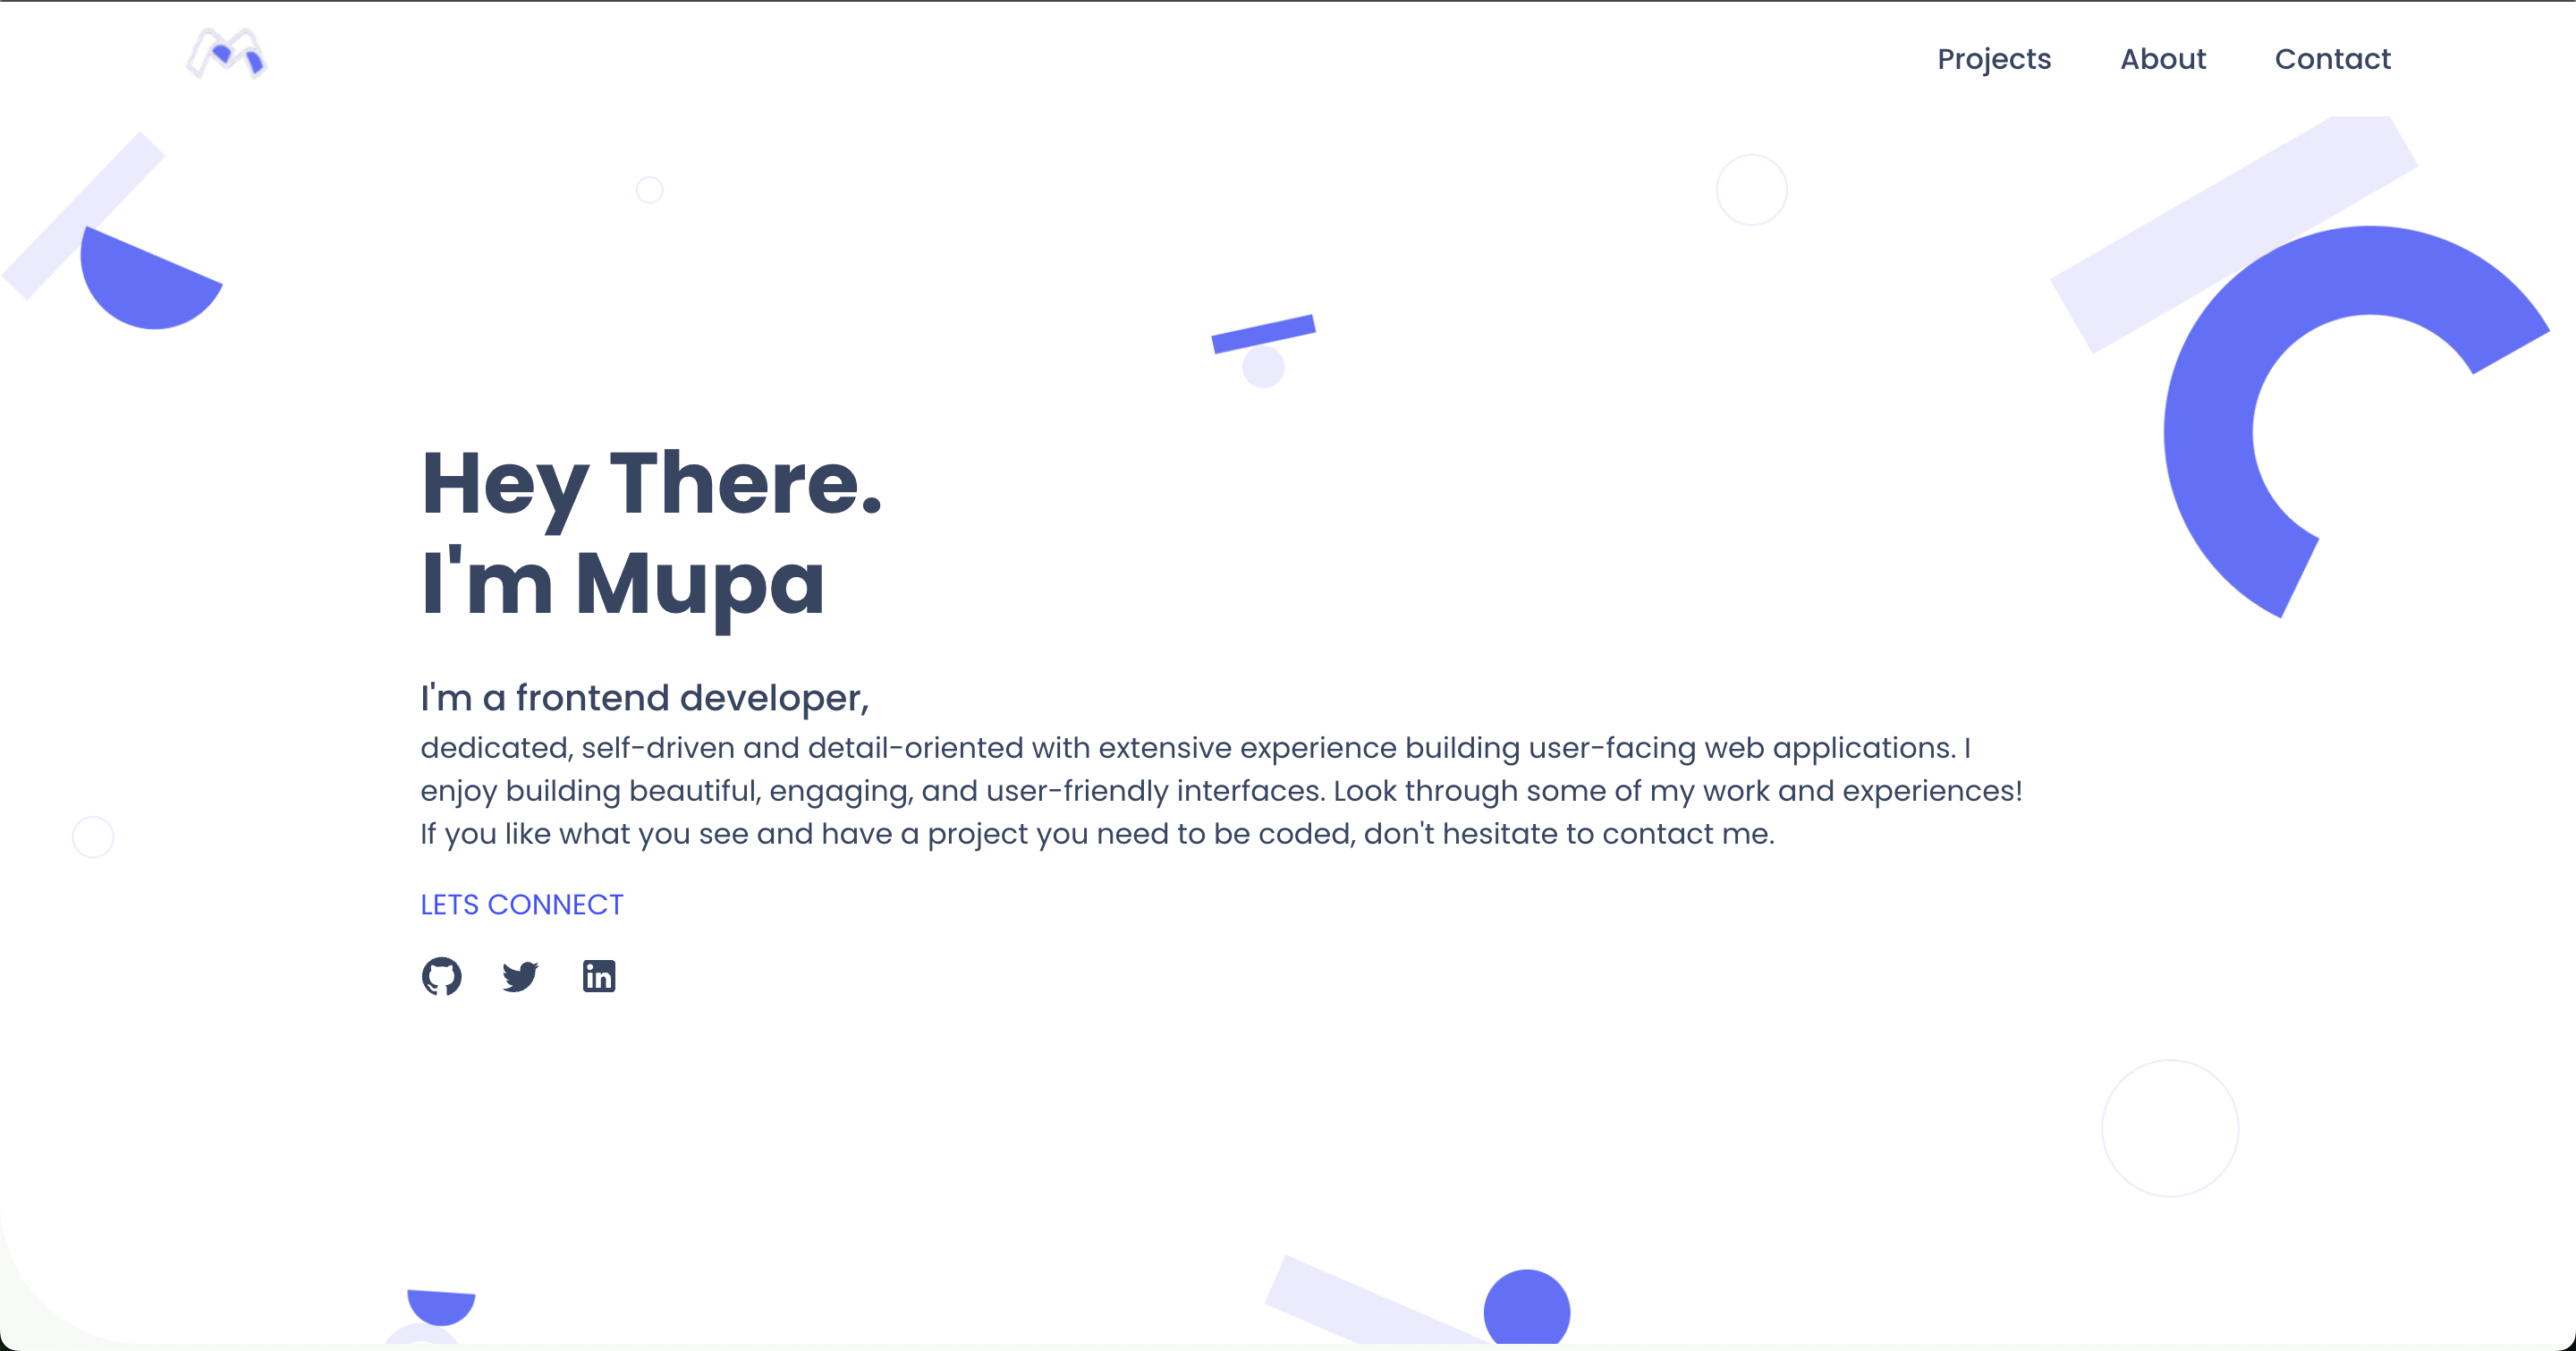 Projects About Contact
Hey There.
I'm Mupa
I'm a frontend developer,
dedicated, self-driven and detail-oriented with extensive experience building user-facing web applications. I
enjoy building beautiful, engaging, and user-friendly interfaces. Look through some of my work and experiences!
If you like what you see and have a project you need to be coded, don't hesitate to contact me.
LETS CONNECT